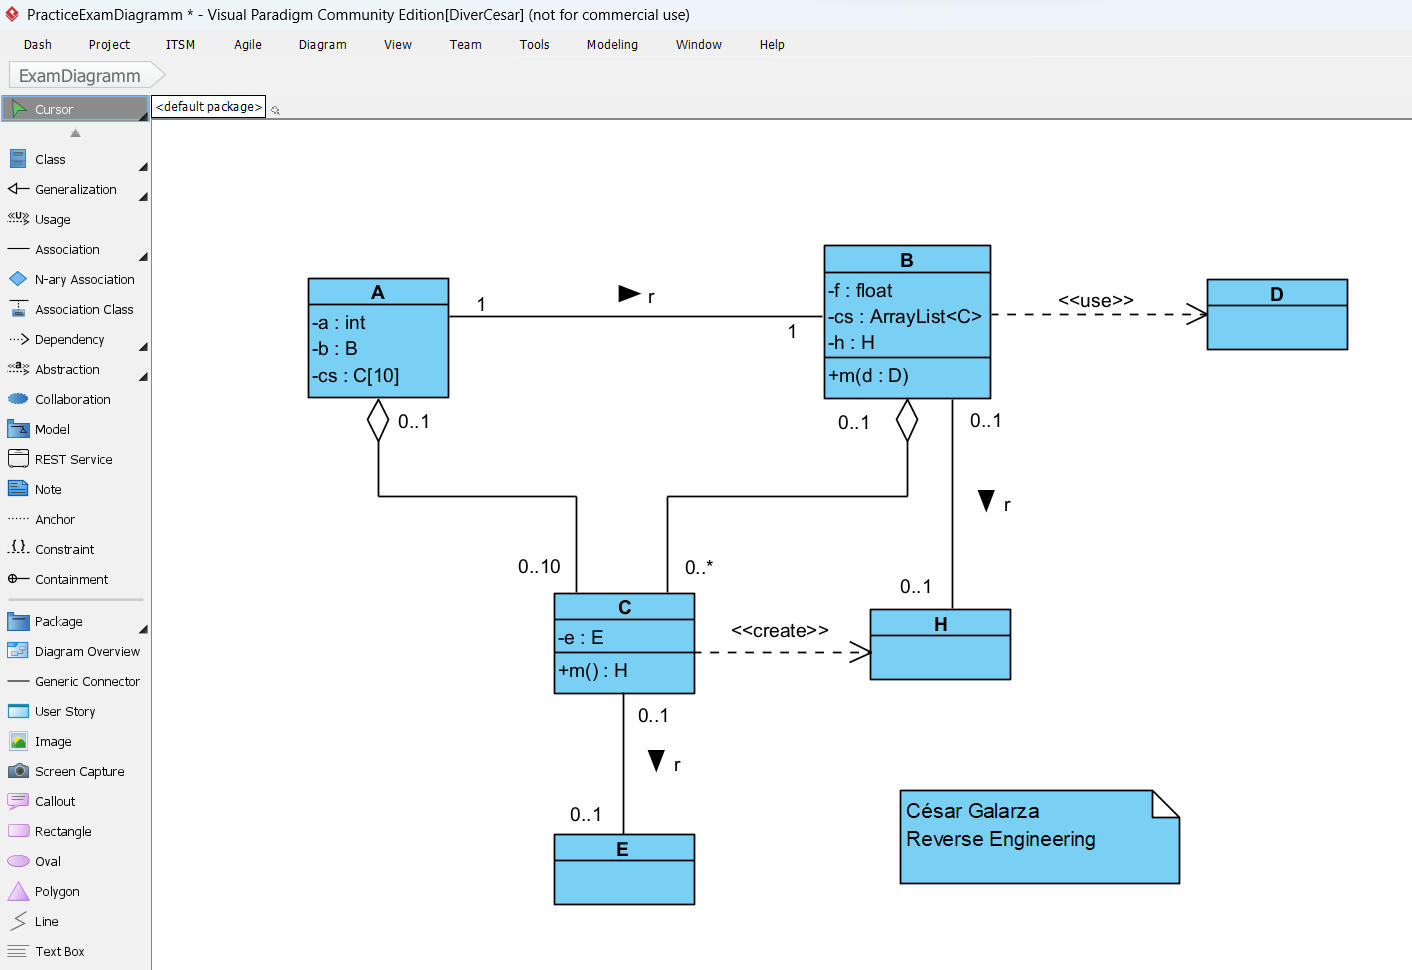 PracticeExamDiagramm * - Visual Paradigm Community Edition[DiverCesar] (not for commercial use)
Dash Project ITSM Agile Diagram View Team Tools Modeling Window Help
ExamDiagramm
Cursor
<default package>
Class
Generalization
Usage
Association
N-ary Association
Association Class
Dependency
Abstraction
Collaboration
Model
REST Service
Note
Anchor
Constraint
Containment
Package
Diagram Overview
Generic Connector
User Story
Image
Screen Capture
Callout
Rectangle
Oval
Polygon
Line
Text Box
A
-a : int
-b : B
-cs : C[10]
1
r
1
B
-f : float
-cs : ArrayList<C>
-h : H
+m(d : D)
<<use>>
D
0..1
0..1
0..1
r
0..10
0..*
0..1
C
-e : E
+m() : H
<<create>>
H
0..1
r
0..1
E
César Galarza
Reverse Engineering